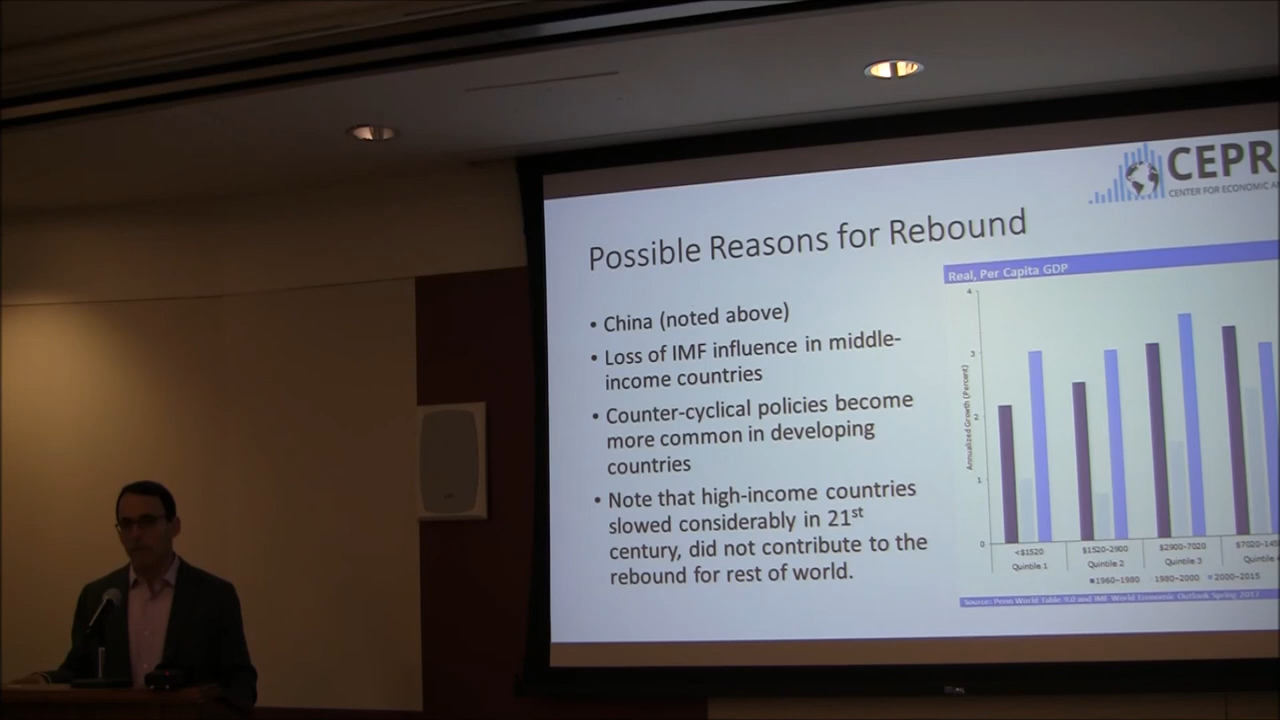 CEPR
CENTER FOR ECONOMIC A
Possible Reasons for Rebound
• China (noted above)
• Loss of IMF influence in middle-
income countries
• Counter-cyclical policies become
more common in developing
countries
• Note that high-income countries
slowed considerably in 21st
century, did not contribute to the
rebound for rest of world.
Real, Per Capita GDP
Annualized Growth (Percent)
4
3
2
1
0
<$1520 $1520-2900 $2900-7020 $7020-145
Quintile 1 Quintile 2 Quintile 3 Quintile
1960-1980 1980-2000 2000-2015
Source: Penn World Table 9.0 and IMF World Economic Outlook Spring 2017